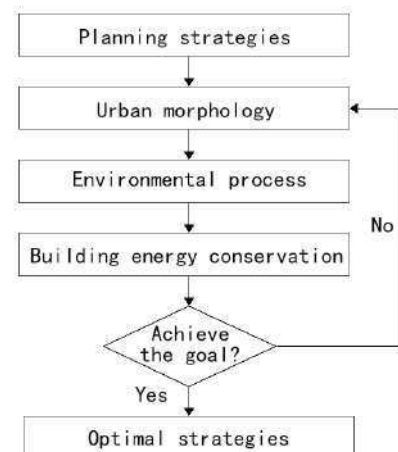 Planning strategies
Urban morphology
Environmental process
No
Building energy conservation
Achieve
the goal?
Yes
Optimal strategies